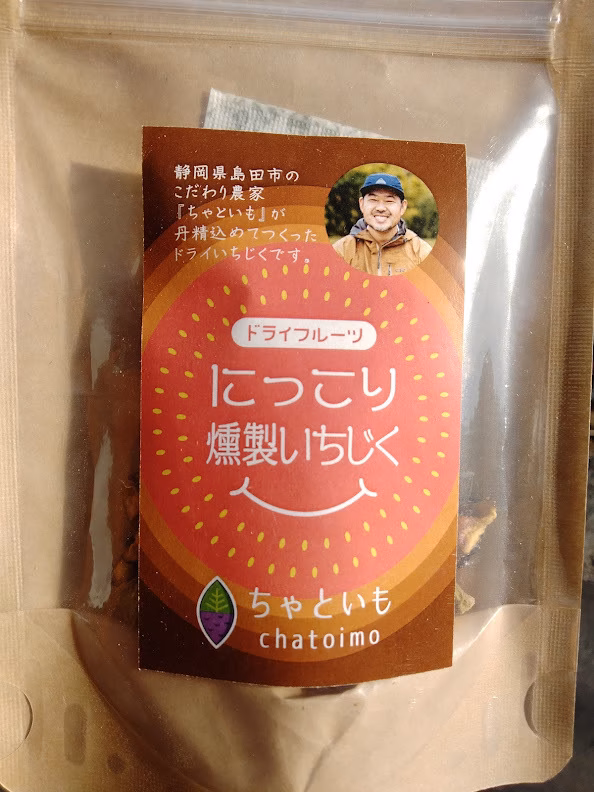 静岡県島田市の
こだわり農家
『ちゃといも』が
丹精込めてつくった
ドライいちじくです。
ドライフルーツ
にっこり
燻製いちじく
ちゃといも
chatoimo